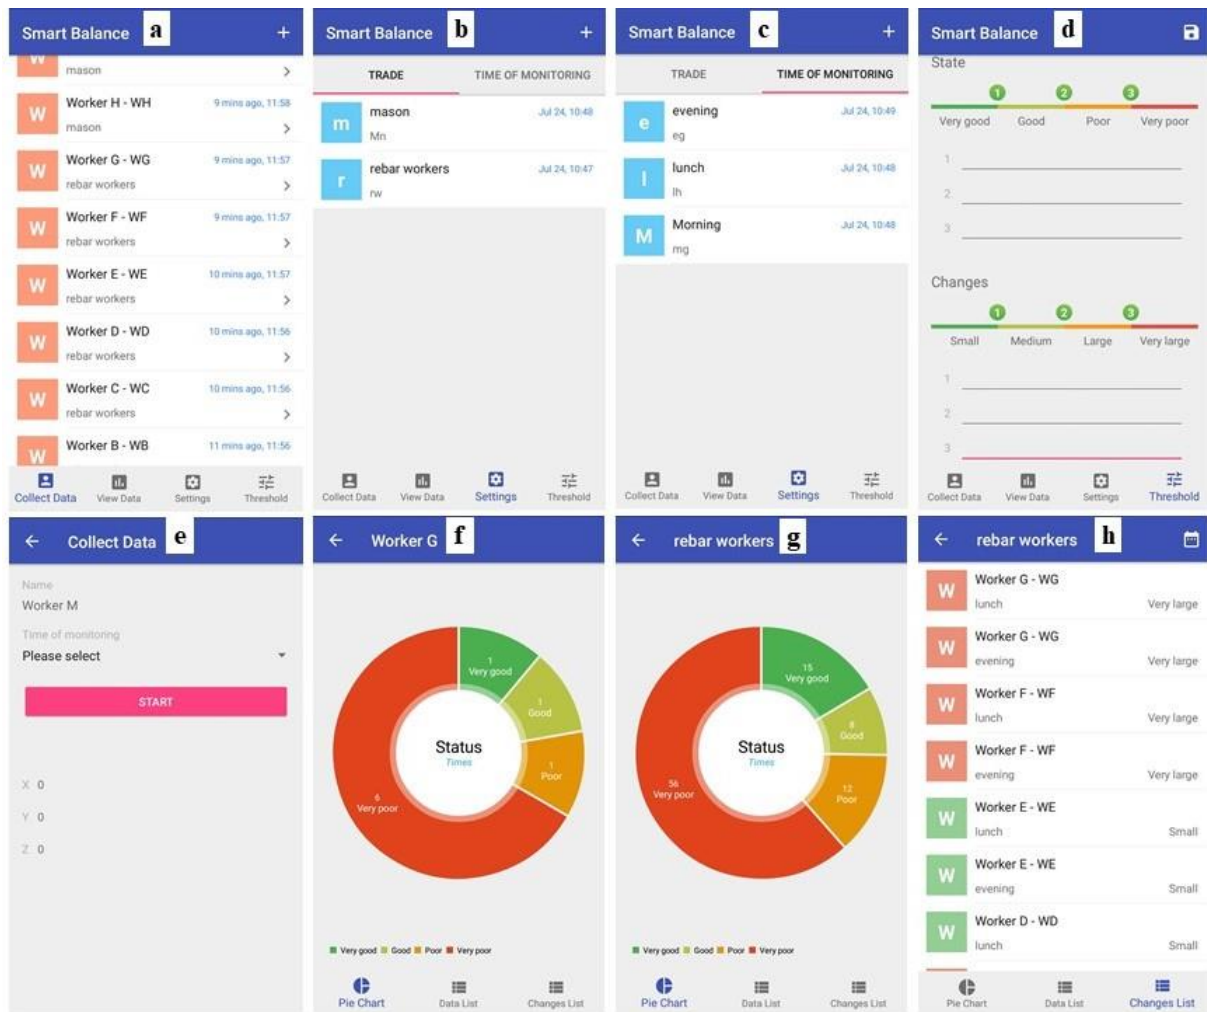 Smart Balance a +
W mason >
W Worker H - WH 9 mins ago, 11:58
mason >
W Worker G - WG 9 mins ago, 11:57
rebar workers >
W Worker F - WF 9 mins ago, 11:57
rebar workers >
W Worker E - WE 10 mins ago, 11:57
rebar workers >
W Worker D - WD 10 mins ago, 11:56
rebar workers >
W Worker C - WC 10 mins ago, 11:56
rebar workers >
W Worker B - WB 11 mins ago, 11:56
Collect Data View Data Settings Threshold
Smart Balance b +
TRADE TIME OF MONITORING
m mason Jul 24, 10:48
Mn
r rebar workers Jul 24, 10:47
rw
Collect Data View Data Settings Threshold
Smart Balance c +
TRADE TIME OF MONITORING
e evening Jul 24, 10:49
eg
l lunch Jul 24, 10:48
lh
M Morning Jul 24, 10:48
mg
Collect Data View Data Settings Threshold
Smart Balance d
State
1 2 3
Very good Good Poor Very poor
1
2
3
Changes
1 2 3
Small Medium Large Very large
1
2
3
Collect Data View Data Settings Threshold
← Collect Data e
Name
Worker M
Time of monitoring
Please select
START
X 0
Y 0
Z 0
← Worker G f
1
Very good
1
Good
1
Poor
6
Very poor
Status
Times
Very good Good Poor Very poor
Pie Chart Data List Changes List
← rebar workers g
15
Very good
8
Good
12
Poor
56
Very poor
Status
Times
Very good Good Poor Very poor
Pie Chart Data List Changes List
← rebar workers h
W Worker G - WG
lunch Very large
W Worker G - WG
evening Very large
W Worker F - WF
lunch Very large
W Worker F - WF
evening Very large
W Worker E - WE
lunch Small
W Worker E - WE
evening Small
W Worker D - WD
lunch Small
Pie Chart Data List Changes List